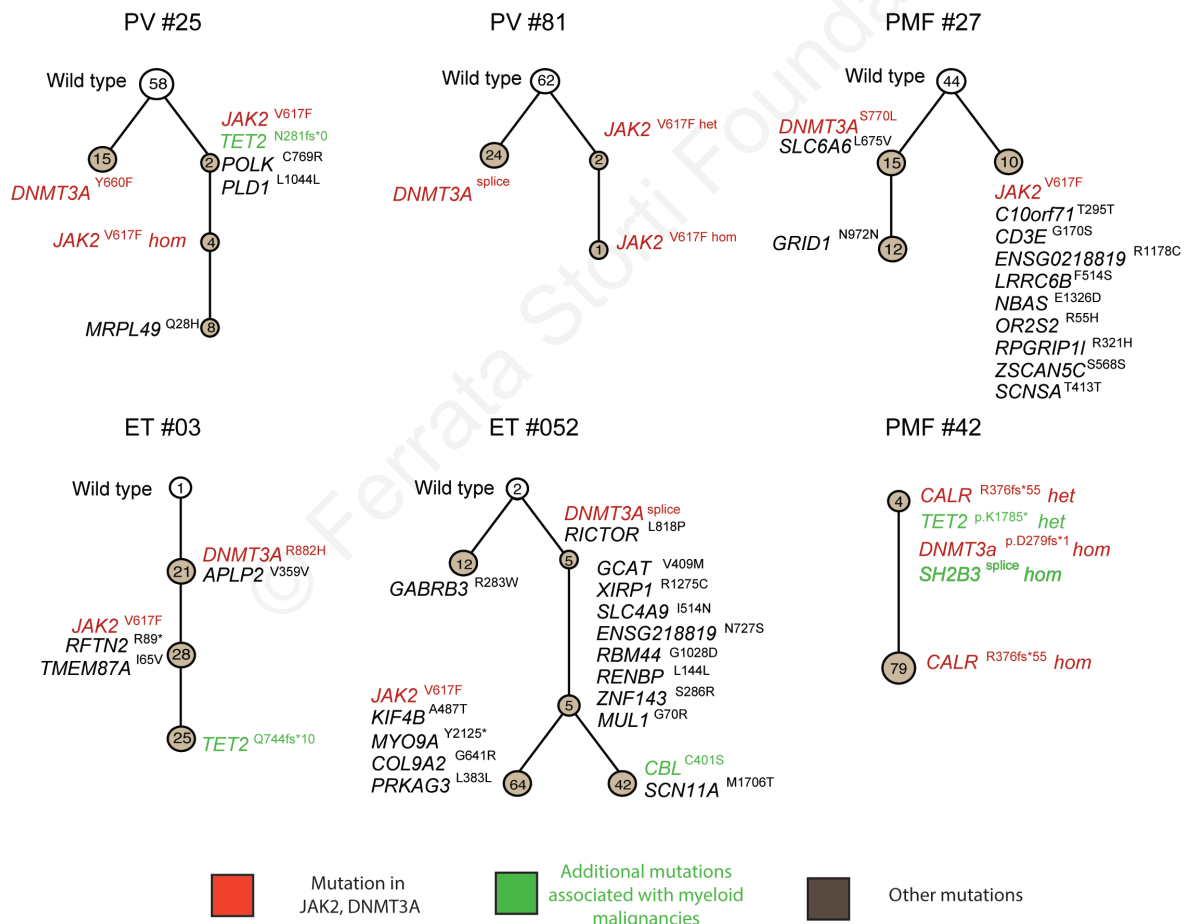 PV #25
PV #81
PMF #27
Wild type
58
15
DNMT3A Y660F
JAK2 V617F
TET2 N281fs*0
2
POLK C769R
PLD1 L1044L
4
JAK2 V617F hom
MRPL49 Q28H
8
Wild type
62
24
DNMT3A splice
JAK2 V617F het
2
1
JAK2 V617F hom
Wild type
44
DNMT3A S770L
SLC6A6 L675V
15
GRID1 N972N
12
10
JAK2 V617F
C10orf71 T295T
CD3E G170S
ENSG0218819 R1178C
LRRC6B F514S
NBAS E1326D
OR2S2 R55H
RPGRIP1I R321H
ZSCAN5C S568S
SCNSA T413T
ET #03
ET #052
PMF #42
Wild type
1
DNMT3A R882H
21
APLP2 V359V
JAK2 V617F
RFTN2 R89*
TMEM87A I65V
28
25
TET2 Q744fs*10
Wild type
2
12
GABRB3 R283W
DNMT3A splice
RICTOR L818P
5
GCAT V409M
XIRP1 R1275C
SLC4A9 I514N
ENSG218819 N727S
RBM44 G1028D
RENBP L144L
ZNF143 S286R
MUL1 G70R
5
JAK2 V617F
KIF4B A487T
MYO9A Y2125*
COL9A2 G641R
PRKAG3 L383L
64
42
CBL C401S
SCN11A M1706T
4
CALR R376fs*55 het
TET2 p.K1785* het
DNMT3a p.D279fs*1 hom
SH2B3 splice hom
79
CALR R376fs*55 hom
Mutation in
JAK2, DNMT3A
Additional mutations
associated with myeloid
malignancies
Other mutations
© Ferrata Storti Founda